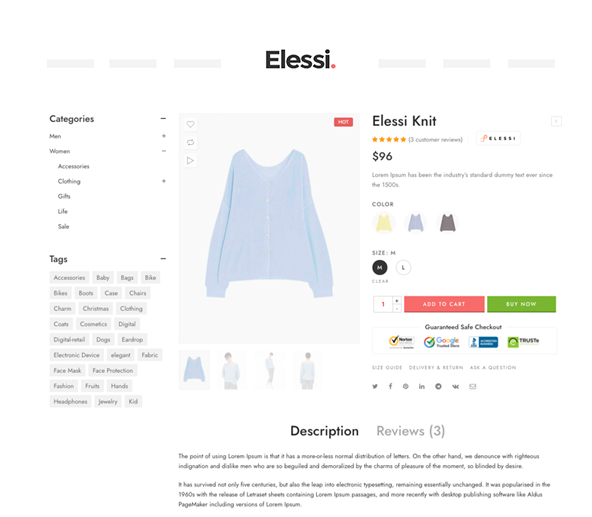 Elessi.
Categories
Men
Women
Accessories
Clothing
Gifts
Life
Sale
Tags
Accessories Baby Bags Bike
Bikes Boots Case Chairs
Charm Christmas Clothing
Coats Cosmetics Digital
Digital-retail Dogs Eardrop
Electronic Device elegant Fabric
Face Mask Face Protection
Fashion Fruits Hands
Headphones Jewelry Kid
HOT
Elessi Knit
(3 customer reviews) ELESSI
$96
Lorem Ipsum has been the industry's standard dummy text ever since
the 1500s.
COLOR
SIZE: M
M L
CLEAR
1 + - ADD TO CART BUY NOW
Guaranteed Safe Checkout
Norton Google Trusted Store ACCREDITED BUSINESS TRUSTe
SIZE GUIDE DELIVERY & RETURN ASK A QUESTION
Description Reviews (3)
The point of using Lorem Ipsum is that it has a more-or-less normal distribution of letters. On the other hand, we denounce with righteous
indignation and dislike men who are so beguiled and demoralized by the charms of pleasure of the moment, so blinded by desire.
It has survived not only five centuries, but also the leap into electronic typesetting, remaining essentially unchanged. It was popularised in the
1960s with the release of Letraset sheets containing Lorem Ipsum passages, and more recently with desktop publishing software like Aldus
PageMaker including versions of Lorem Ipsum.